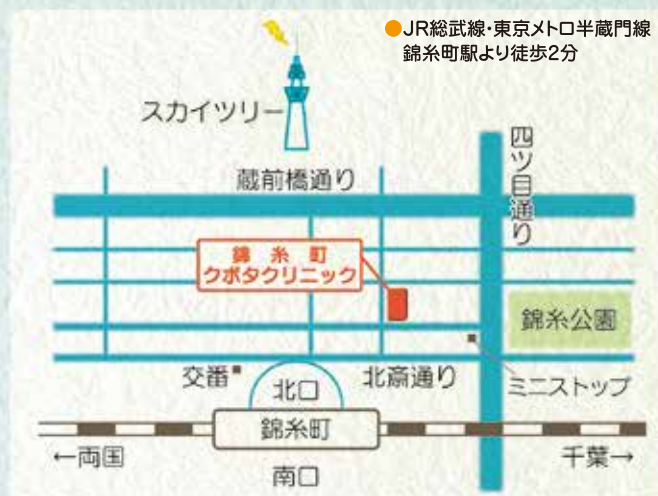 ●JR総武線・東京メトロ半蔵門線
錦糸町駅より徒歩2分
スカイツリー
四ツ目通り
蔵前橋通り
錦糸町
クボタクリニック
錦糸公園
交番
北口
北斎通り
ミニストップ
錦糸町
←両国
千葉→
南口